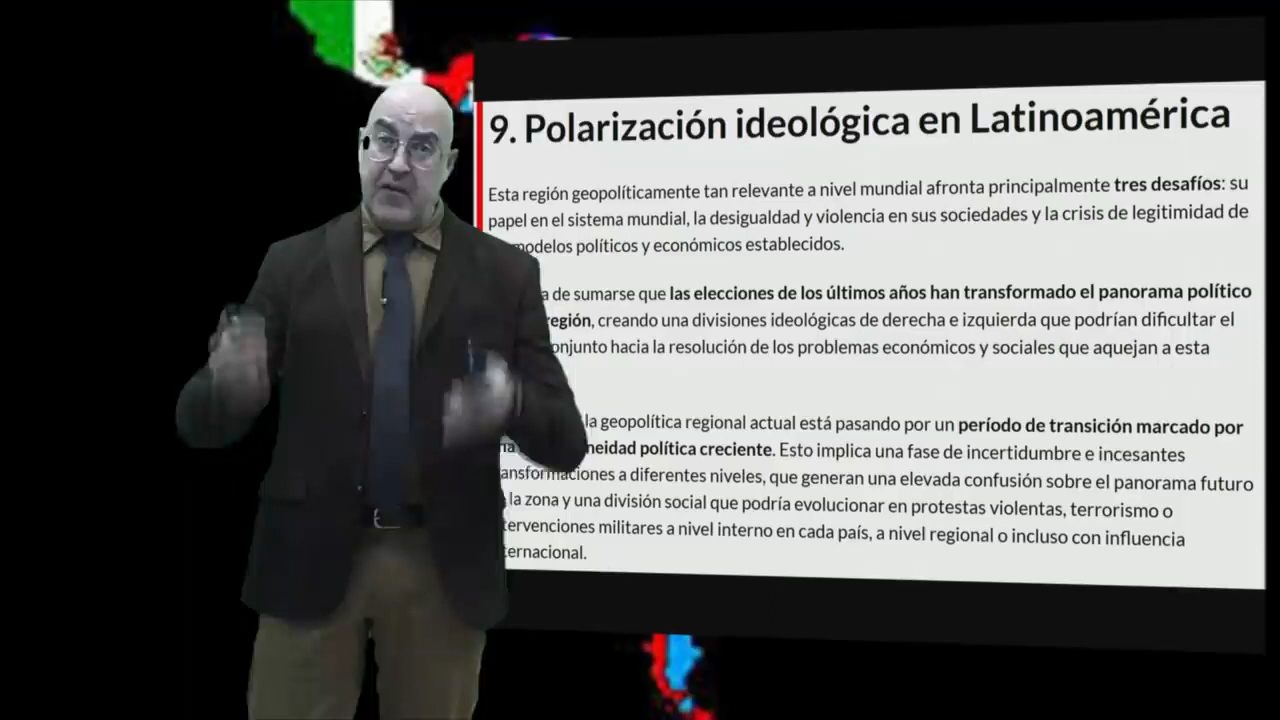 9. Polarización ideológica en Latinoamérica
Esta región geopolíticamente tan relevante a nivel mundial afronta principalmente tres desafíos: su
papel en el sistema mundial, la desigualdad y violencia en sus sociedades y la crisis de legitimidad de
modelos políticos y económicos establecidos.
a de sumarse que las elecciones de los últimos años han transformado el panorama político
región, creando una divisiones ideológicas de derecha e izquierda que podrían dificultar el
onjunto hacia la resolución de los problemas económicos y sociales que aquejan a esta
la geopolítica regional actual está pasando por un período de transición marcado por
neidad política creciente. Esto implica una fase de incertidumbre e incesantes
ansformaciones a diferentes niveles, que generan una elevada confusión sobre el panorama futuro
la zona y una división social que podría evolucionar en protestas violentas, terrorismo o
tervenciones militares a nivel interno en cada país, a nivel regional o incluso con influencia
ternacional.